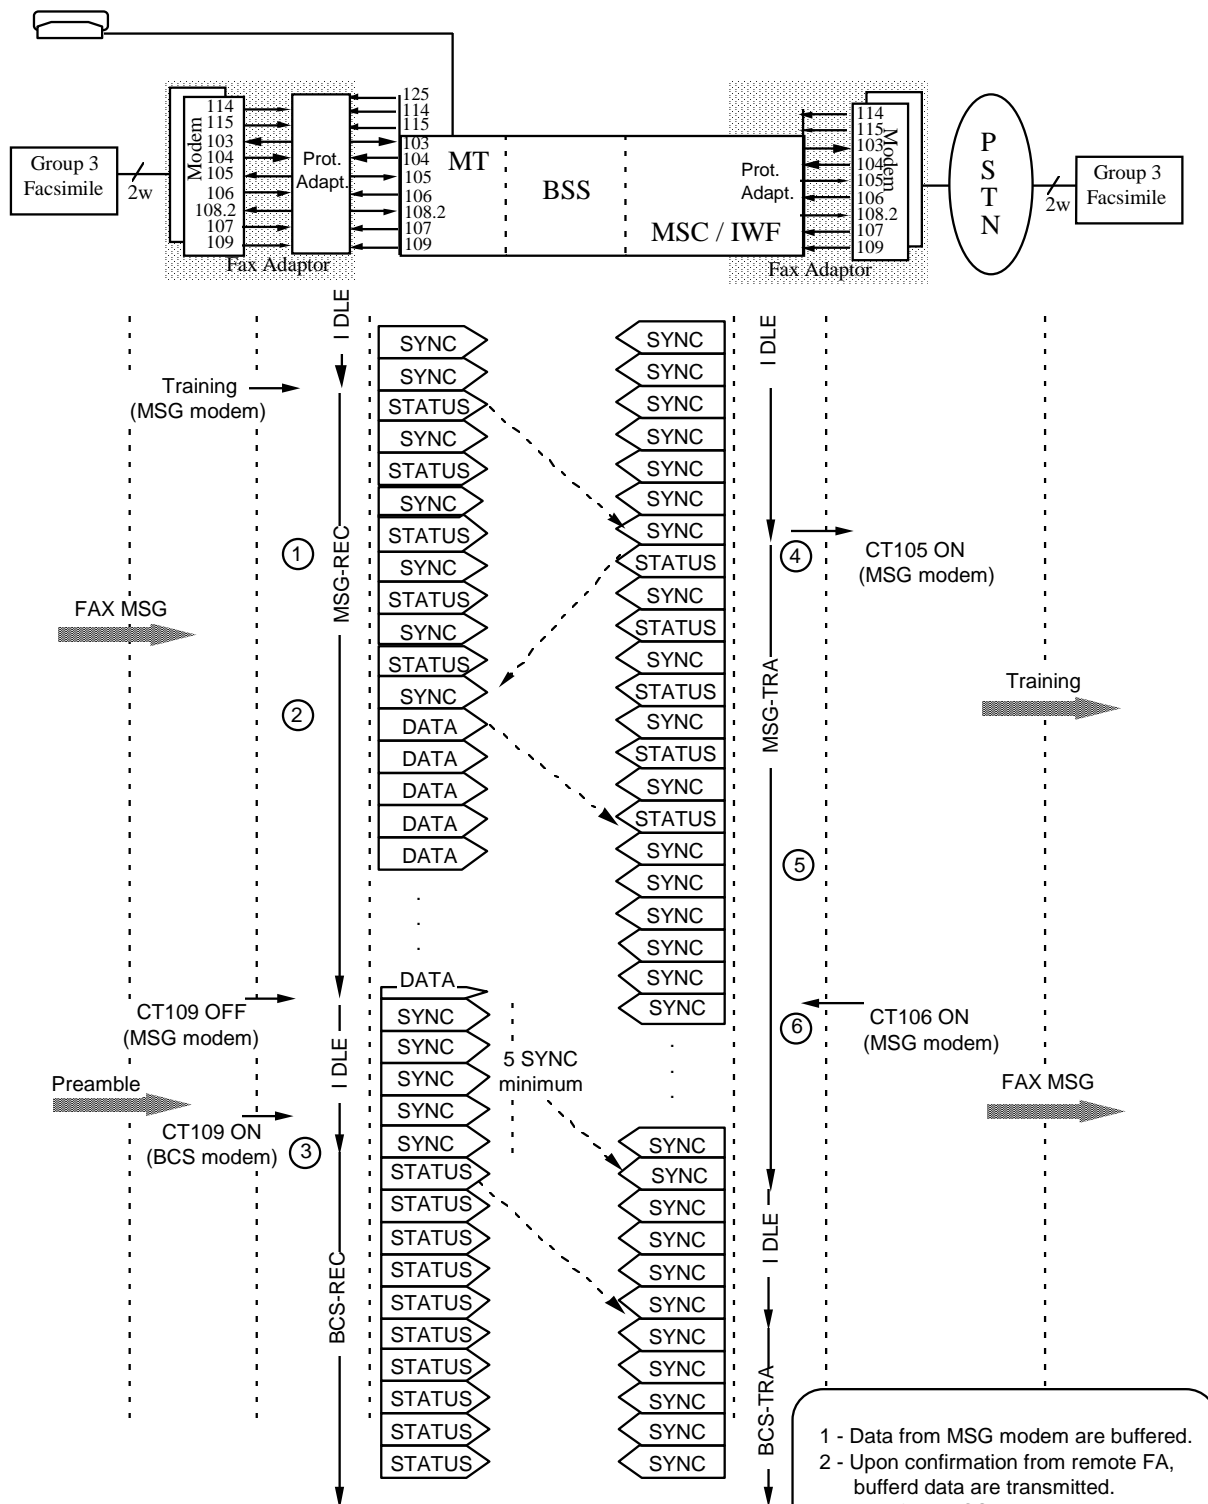 125
114
114
115
115
103
104
105
106
108.2
107
109
Modem
Prot.
Adapt.
114
115
103
104
105
106
108.2
107
109
MT
BSS
MSC / IWF
Prot.
Adapt.
114
115
103
104
105
106
108.2
107
109
Modem
P
S
T
N
Group 3
Facsimile
2w
Group 3
Facsimile
2w
Fax Adaptor
Fax Adaptor
I DLE
I DLE
SYNC
SYNC
SYNC
SYNC
Training
(MSG modem)
STATUS
SYNC
SYNC
SYNC
STATUS
SYNC
SYNC
SYNC
STATUS
SYNC
1
MSG-REC
4
CT105 ON
(MSG modem)
SYNC
STATUS
STATUS
SYNC
FAX MSG
SYNC
STATUS
STATUS
SYNC
SYNC
STATUS
Training
2
MSG-TRA
DATA
SYNC
DATA
STATUS
DATA
SYNC
DATA
STATUS
DATA
SYNC
5
SYNC
SYNC
SYNC
SYNC
DATA
SYNC
CT109 OFF
(MSG modem)
CT106 ON
(MSG modem)
6
SYNC
SYNC
SYNC
SYNC
SYNC
I DLE
5 SYNC
minimum
Preamble
FAX MSG
CT109 ON
(BCS modem)
3
SYNC
STATUS
SYNC
STATUS
SYNC
STATUS
SYNC
I DLE
STATUS
SYNC
STATUS
SYNC
BCS-REC
STATUS
SYNC
STATUS
SYNC
STATUS
SYNC
BCS-TRA
STATUS
SYNC
STATUS
SYNC
1 - Data from MSG modem are buffered.
2 - Upon confirmation from remote FA,
bufferd data are transmitted.